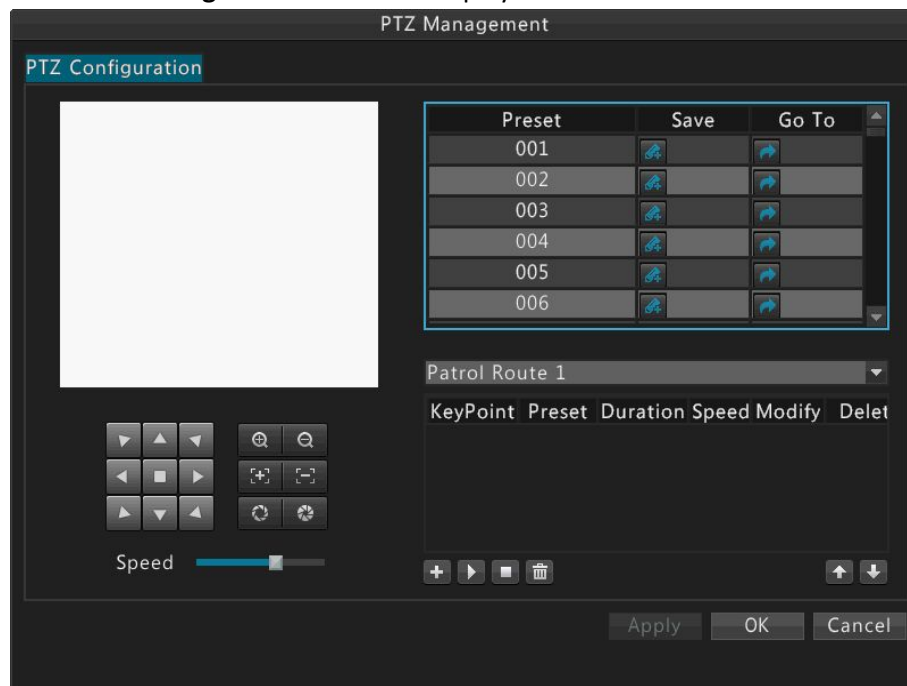 PTZ Management
PTZ Configuration
Preset Save Go To
001
002
003
004
005
006
Patrol Route 1
KeyPoint Preset Duration Speed Modify Delet
Speed
Apply OK Cancel